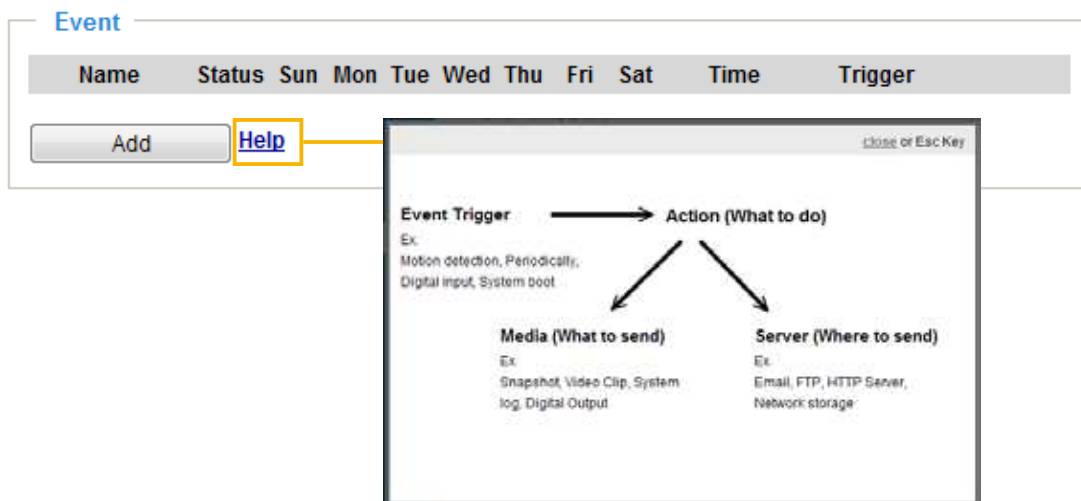 Event
Name Status Sun Mon Tue Wed Thu Fri Sat Time Trigger
Add Help
close or Esc Key
Event Trigger
Ex.
Motion detection, Periodically,
Digital input, System boot
Action (What to do)
Media (What to send)
Ex.
Snapshot, Video Clip, System
log, Digital Output
Server (Where to send)
Ex.
Email, FTP, HTTP Server,
Network storage